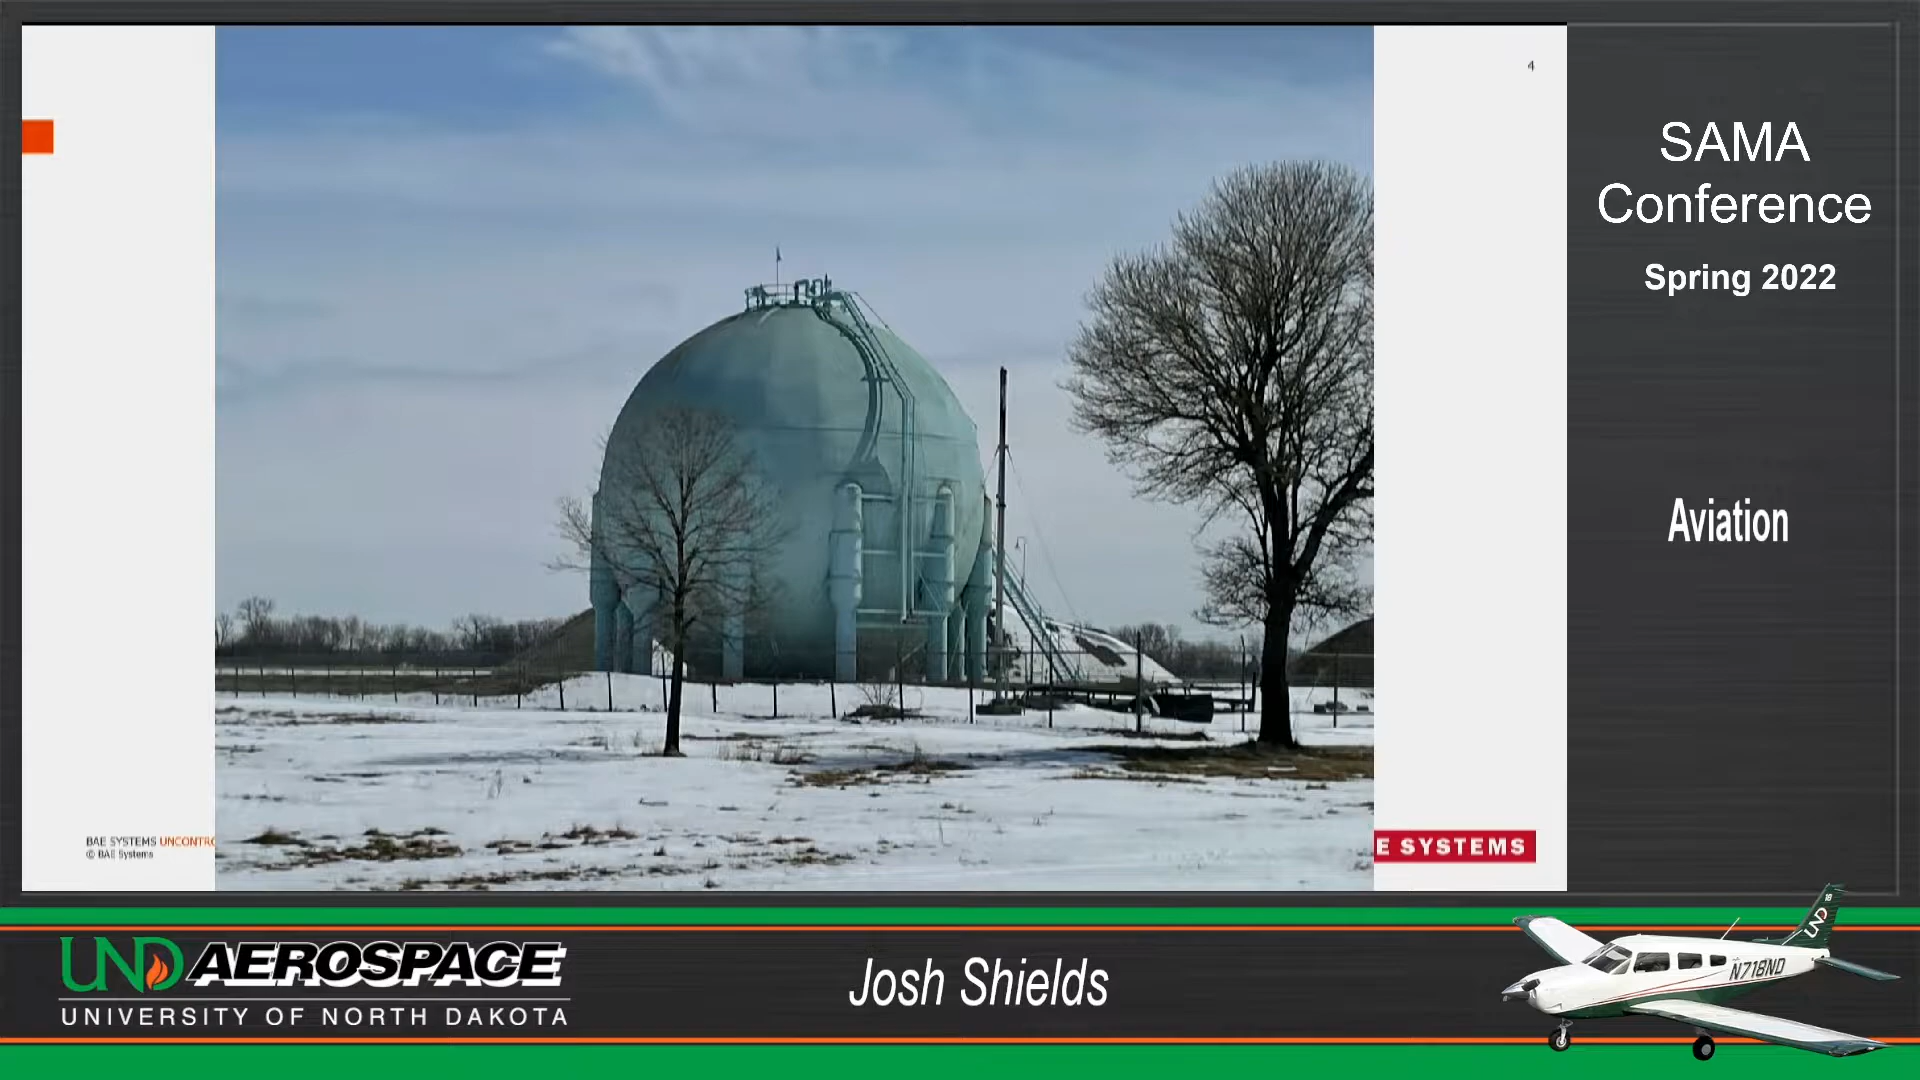 4
BAE SYSTEMS UNCONTRO
© BAE Systems
E SYSTEMS
SAMA
Conference
Spring 2022
Aviation
UND AEROSPACE
UNIVERSITY OF NORTH DAKOTA
Josh Shields
UND
N718ND